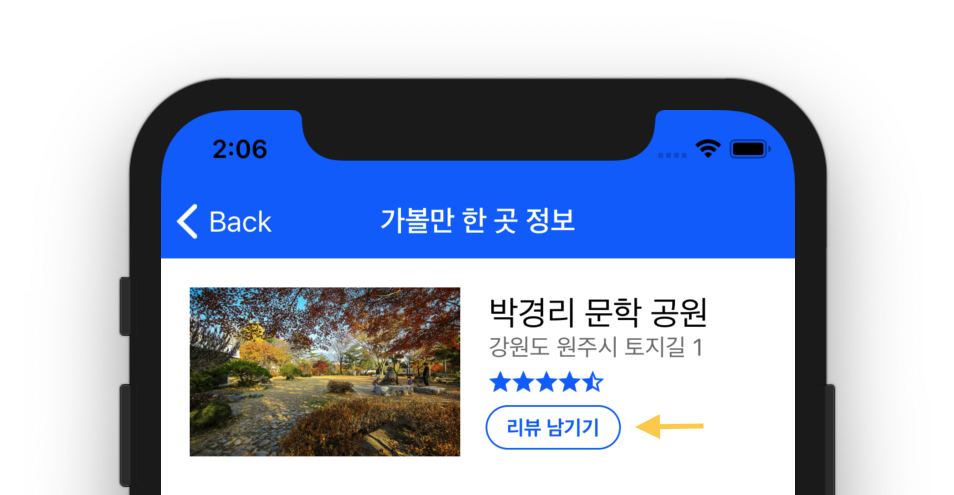 2:06
Back
가볼만 한 곳 정보
박경리 문학 공원
강원도 원주시 토지길 1
리뷰 남기기